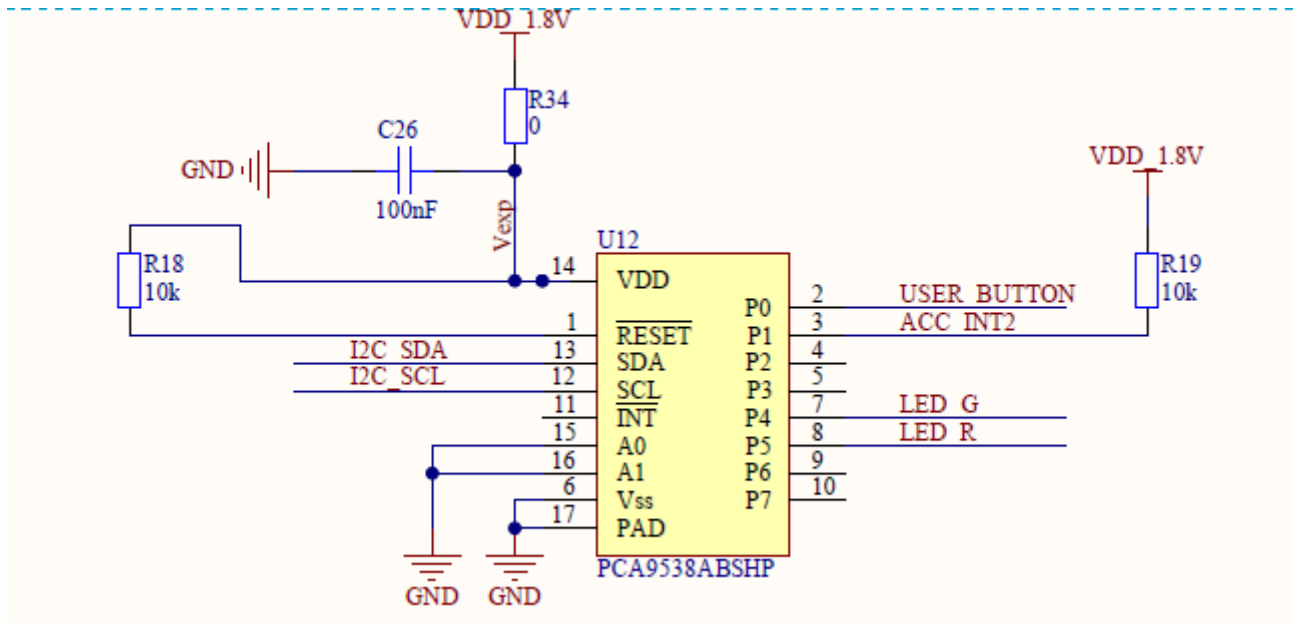 VDD_1.8V
R34
0
C26
GND
100nF
Vexp
VDD_1.8V
R18
10k
R19
10k
U12
14 VDD
P0 2 USER_BUTTON
1 RESET
P1 3 ACC_INT2
I2C_SDA 13 SDA
P2 4
I2C_SCL 12 SCL
P3 5
11 INT
P4 7 LED_G
15 A0
P5 8 LED_R
16 A1
P6 9
6 Vss
P7 10
17 PAD
PCA9538ABSHP
GND GND